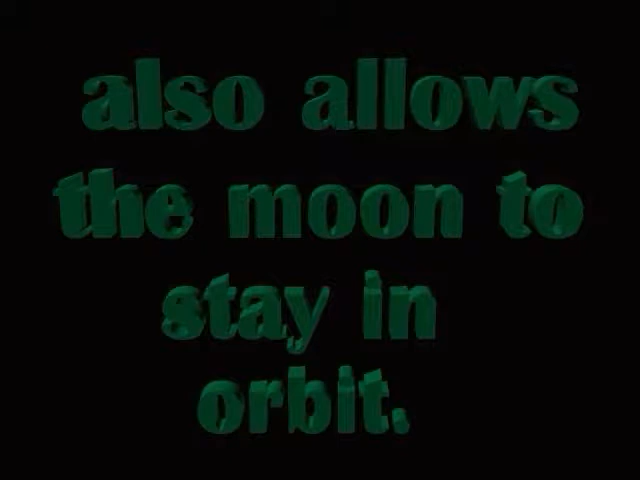 also allows
the moon to
stay in
orbit.